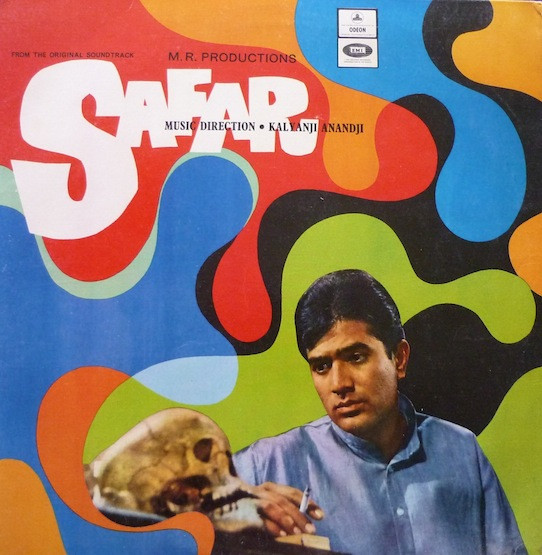 ODEON
EMI
FROM THE ORIGINAL SOUNDTRACK
M. R. PRODUCTIONS
SAFAR
MUSIC DIRECTION • KALYANJI ANANDJI